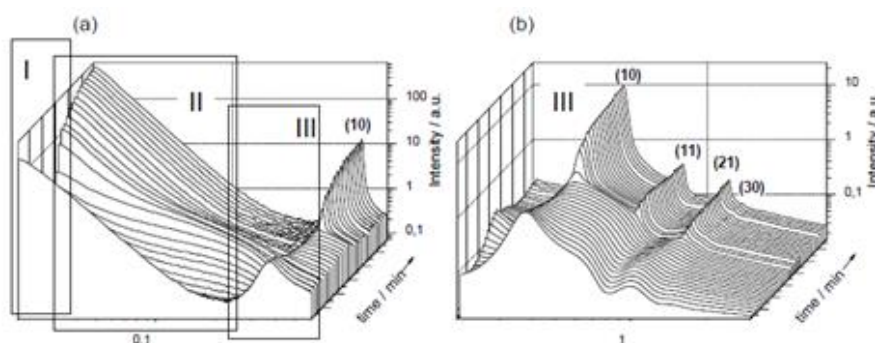 (a)
I
II
III
(10)
100
10
1
0,1
Intensity / a.u.
time / min
0.1
(b)
III
(10)
(11)
(21)
(30)
10
1
0,1
Intensity / a.u.
time / min
1